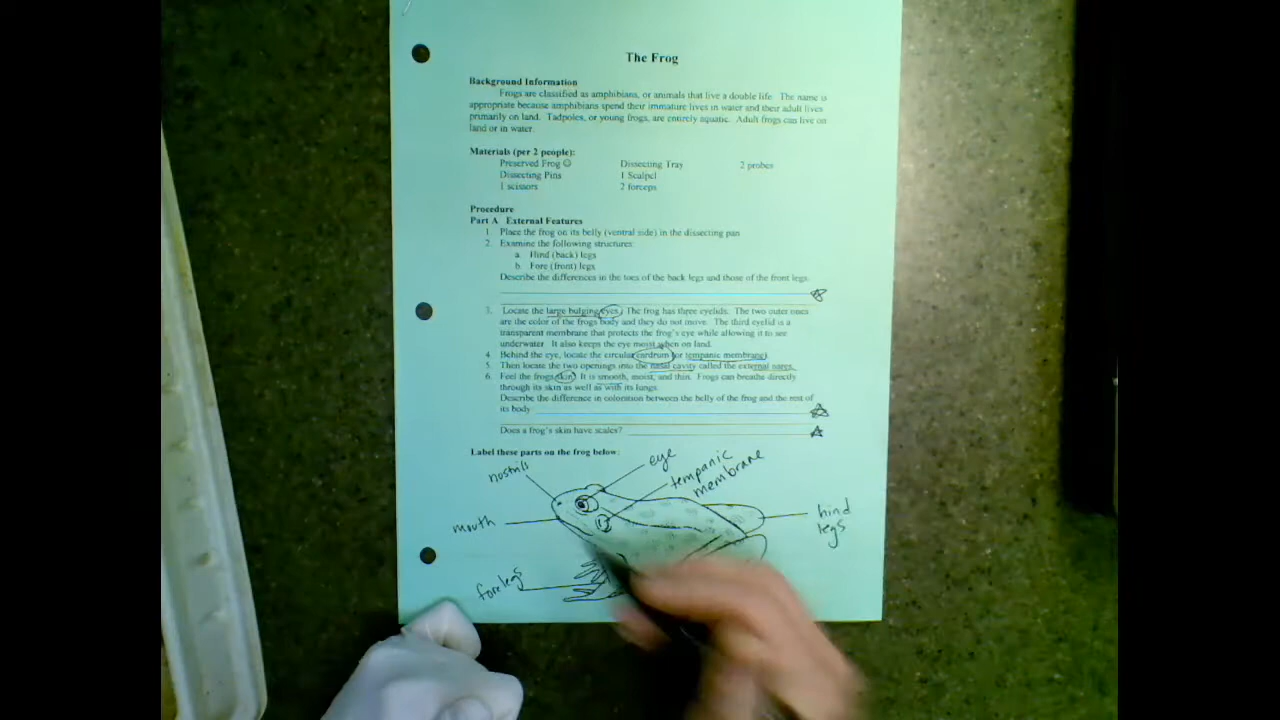 The Frog
Background Information
Frogs are classified as amphibians, or animals that live a double life. The name is
appropriate because amphibians spend their immature lives in water and their adult lives
primarily on land. Tadpoles, or young frogs, are entirely aquatic. Adult frogs can live on
land or in water.
Materials (per 2 people):
Preserved Frog ☺ Dissecting Tray 2 probes
Dissecting Pins 1 Scalpel
1 scissors 2 forceps
Procedure
Part A External Features
1. Place the frog on its belly (ventral side) in the dissecting pan
2. Examine the following structures:
a. Hind (back) legs
b. Fore (front) legs
Describe the differences in the toes of the back legs and those of the front legs:
3. Locate the large bulging eyes. The frog has three eyelids. The two outer ones
are the color of the frogs body and they do not move. The third eyelid is a
transparent membrane that protects the frog's eye while allowing it to see
underwater. It also keeps the eye moist when on land.
4. Behind the eye, locate the circular eardrum (or tempanic membrane)
5. Then locate the two openings into the nasal cavity called the external nares.
6. Feel the frogs skin. It is smooth, moist, and thin. Frogs can breathe directly
through its skin as well as with its lungs.
Describe the difference in coloration between the belly of the frog and the rest of
its body
Does a frog's skin have scales?
Label these parts on the frog below:
nostrils
eye
tempanic
membrane
mouth
hind
legs
forelegs